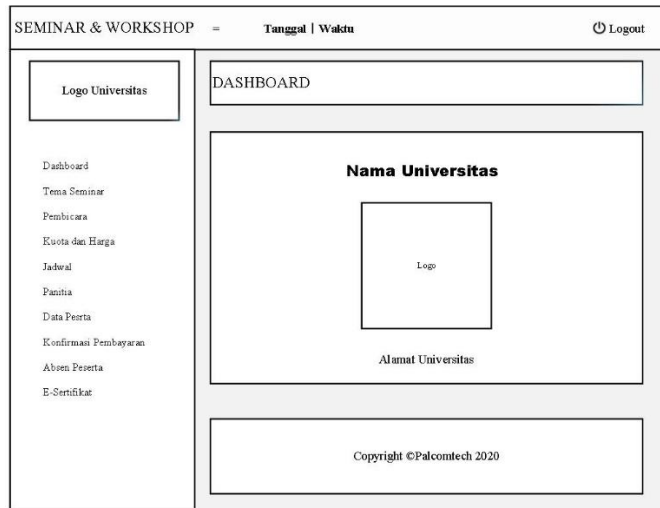 SEMINAR & WORKSHOP = Tanggal | Waktu Logout
Logo Universitas
Dashboard
Tema Seminar
Pembicara
Kuota dan Harga
Jadwal
Panitia
Data Pesrta
Konfirmasi Pembayaran
Absen Peserta
E-Sertifikat
DASHBOARD
Nama Universitas
Logo
Alamat Universitas
Copyright ©Palcomtech 2020